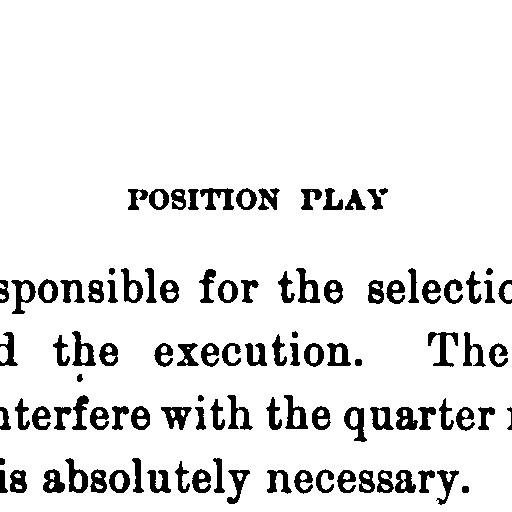 POSITION PLAY
sponsible for the selectio
d the execution. The
nterfere with the quarter
is absolutely necessary.